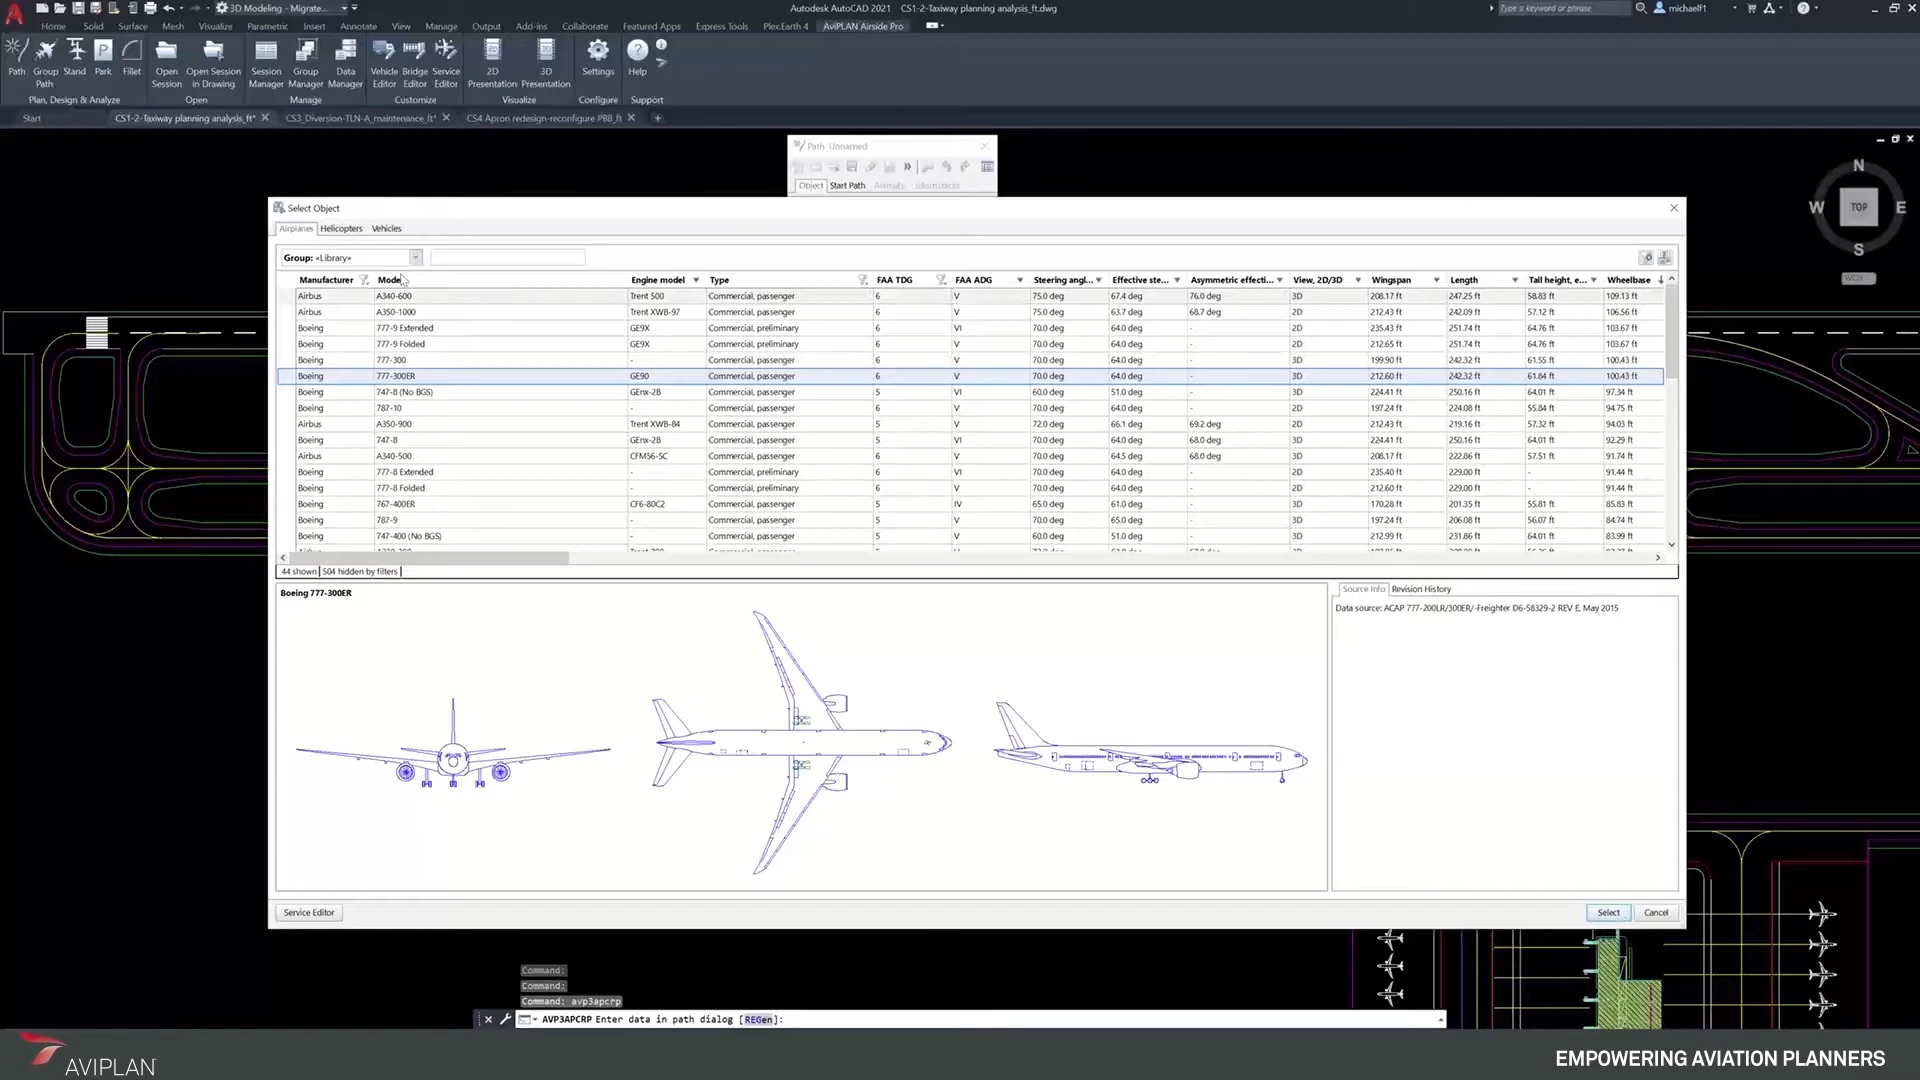 3D Modeling - Migrate...
Autodesk AutoCAD 2021 CS1-2-Taxiway planning analysis_ft.dwg
Type a keyword or phrase
michaelf1
Home Solid Surface Mesh Visualize Parametric Insert Annotate View Manage Output Add-ins Collaborate Featured Apps Express Tools Plex.Earth 4 AviPLAN Airside Pro
Path Group Path Stand Park Fillet Open Session Open Session in Drawing Session Manager Group Manager Data Manager Vehicle Editor Bridge Editor Service Editor 2D Presentation 3D Presentation Settings Help
Plan, Design & Analyze Open Manage Customize Visualize Configure Support
Start CS1-2-Taxiway planning analysis_ft* CS3_Diversion-TLN-A_maintenance_ft* CS4 Apron redesign-reconfigure PBB_ft
Path_Unnamed
Object Start Path Animate Information
N
W TOP E
S
WCS
Select Object
Airplanes Helicopters Vehicles
Group: «Library»
Manufacturer Model Engine model Type FAA TDG FAA ADG Steering angl... Effective ste... Asymmetric effecti... View, 2D/3D Wingspan Length Tail height, e... Wheelbase
Airbus A340-600 Trent 500 Commercial, passenger 6 V 75.0 deg 67.4 deg 76.0 deg 3D 208.17 ft 247.25 ft 58.83 ft 109.13 ft
Airbus A350-1000 Trent XWB-97 Commercial, passenger 6 V 75.0 deg 63.7 deg 68.7 deg 2D 212.43 ft 242.09 ft 57.12 ft 106.56 ft
Boeing 777-9 Extended GE9X Commercial, preliminary 6 VI 70.0 deg 64.0 deg - 2D 235.43 ft 251.74 ft 64.76 ft 103.67 ft
Boeing 777-9 Folded GE9X Commercial, preliminary 6 V 70.0 deg 64.0 deg - 2D 212.65 ft 251.74 ft 64.76 ft 103.67 ft
Boeing 777-300 - Commercial, passenger 6 V 70.0 deg 64.0 deg - 3D 199.90 ft 242.32 ft 61.55 ft 100.43 ft
Boeing 777-300ER GE90 Commercial, passenger 6 V 70.0 deg 64.0 deg - 3D 212.60 ft 242.32 ft 61.84 ft 100.43 ft
Boeing 747-8 (No BGS) GEnx-2B Commercial, passenger 5 VI 60.0 deg 51.0 deg - 3D 224.41 ft 250.16 ft 64.01 ft 97.34 ft
Boeing 787-10 - Commercial, passenger 6 V 70.0 deg 64.0 deg - 2D 197.24 ft 224.08 ft 55.84 ft 94.75 ft
Airbus A350-900 Trent XWB-84 Commercial, passenger 5 V 72.0 deg 66.1 deg 69.2 deg 2D 212.43 ft 219.16 ft 57.32 ft 94.03 ft
Boeing 747-8 GEnx-2B Commercial, passenger 5 VI 70.0 deg 64.0 deg 68.0 deg 3D 224.41 ft 250.16 ft 64.01 ft 92.29 ft
Airbus A340-500 CFM56-5C Commercial, passenger 6 V 70.0 deg 64.5 deg 68.0 deg 3D 208.17 ft 222.86 ft 57.51 ft 91.74 ft
Boeing 777-8 Extended - Commercial, preliminary 6 VI 70.0 deg 64.0 deg - 2D 235.40 ft 229.00 ft - 91.44 ft
Boeing 777-8 Folded - Commercial, preliminary 6 V 70.0 deg 64.0 deg - 2D 212.60 ft 229.00 ft - 91.44 ft
Boeing 767-400ER CF6-80C2 Commercial, passenger 5 IV 65.0 deg 61.0 deg - 3D 170.28 ft 201.35 ft 55.81 ft 85.83 ft
Boeing 787-9 - Commercial, passenger 5 V 70.0 deg 65.0 deg - 3D 197.24 ft 206.08 ft 56.07 ft 84.74 ft
Boeing 747-400 (No BGS) - Commercial, passenger 5 V 60.0 deg 51.0 deg - 3D 212.99 ft 231.86 ft 64.01 ft 83.99 ft
44 shown 504 hidden by filters
Boeing 777-300ER
Source info Revision History
Data source: ACAP 777-200LR/300ER/-Freighter D6-58329-2 REV E, May 2015
Service Editor
Select Cancel
Command:
Command:
Command: avp3apcrp
AVP3APCRP Enter data in path dialog [REGen]:
AVIPLAN
EMPOWERING AVIATION PLANNERS